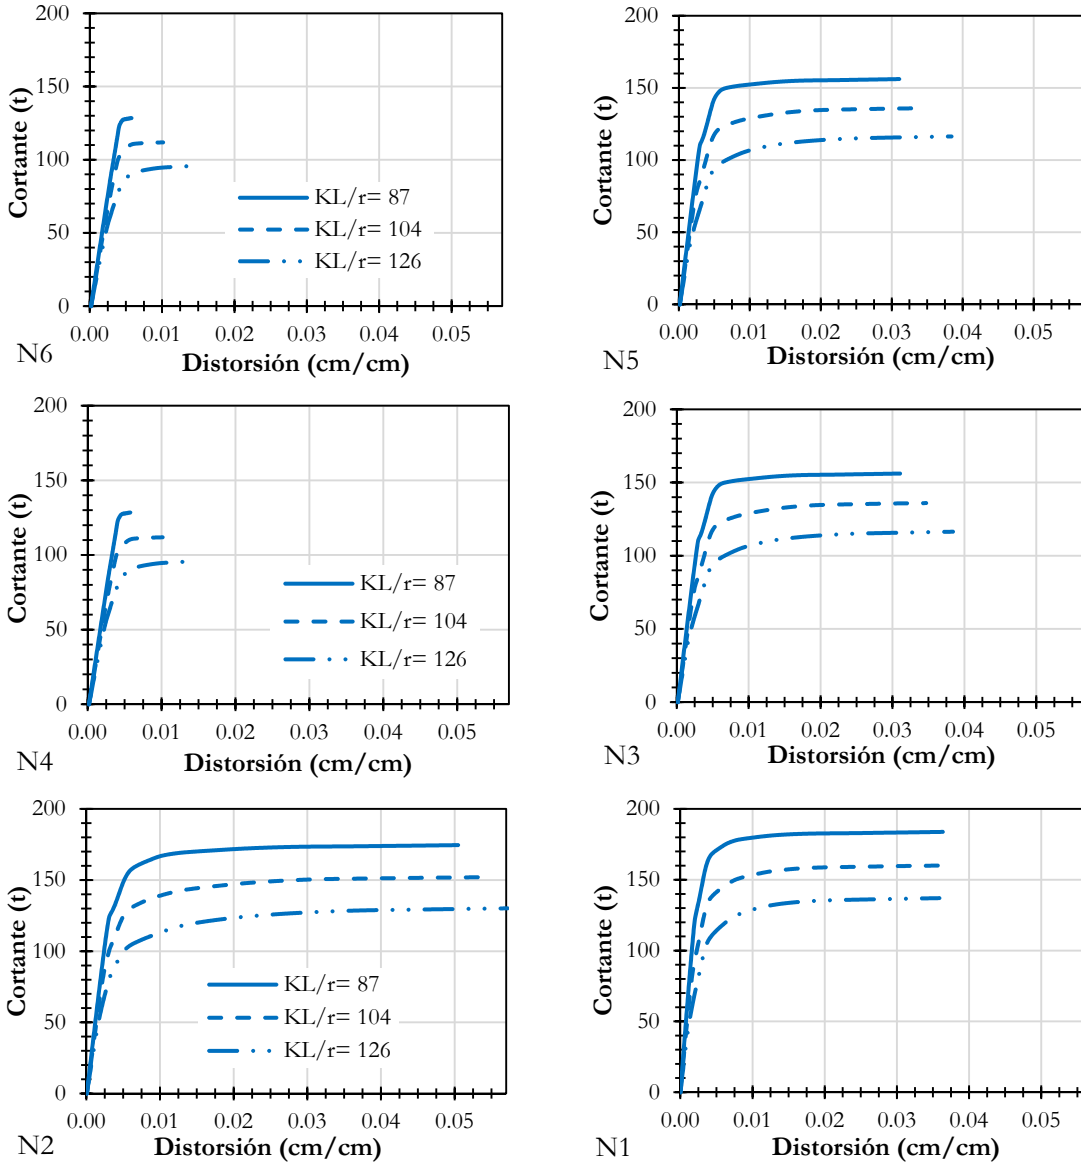 200
150
100
50
0
Cortante (t)
KL/r= 87
KL/r= 104
KL/r= 126
0.00 0.01 0.02 0.03 0.04 0.05
Distorsión (cm/cm)
N6
200
150
100
50
0
Cortante (t)
0.00 0.01 0.02 0.03 0.04 0.05
Distorsión (cm/cm)
N5
200
150
100
50
0
Cortante (t)
KL/r= 87
KL/r= 104
KL/r= 126
0.00 0.01 0.02 0.03 0.04 0.05
Distorsión (cm/cm)
N4
200
150
100
50
0
Cortante (t)
0.00 0.01 0.02 0.03 0.04 0.05
Distorsión (cm/cm)
N3
200
150
100
50
0
Cortante (t)
KL/r= 87
KL/r= 104
KL/r= 126
0.00 0.01 0.02 0.03 0.04 0.05
Distorsión (cm/cm)
N2
200
150
100
50
0
Cortante (t)
0.00 0.01 0.02 0.03 0.04 0.05
Distorsión (cm/cm)
N1